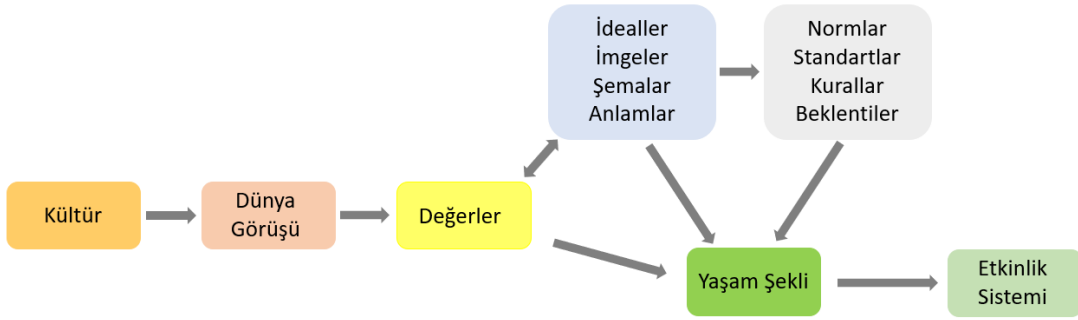 İdealler
İmgeler
Şemalar
Anlamlar
Normlar
Standartlar
Kurallar
Beklentiler
Kültür
Dünya
Görüşü
Değerler
Yaşam Şekli
Etkinlik
Sistemi